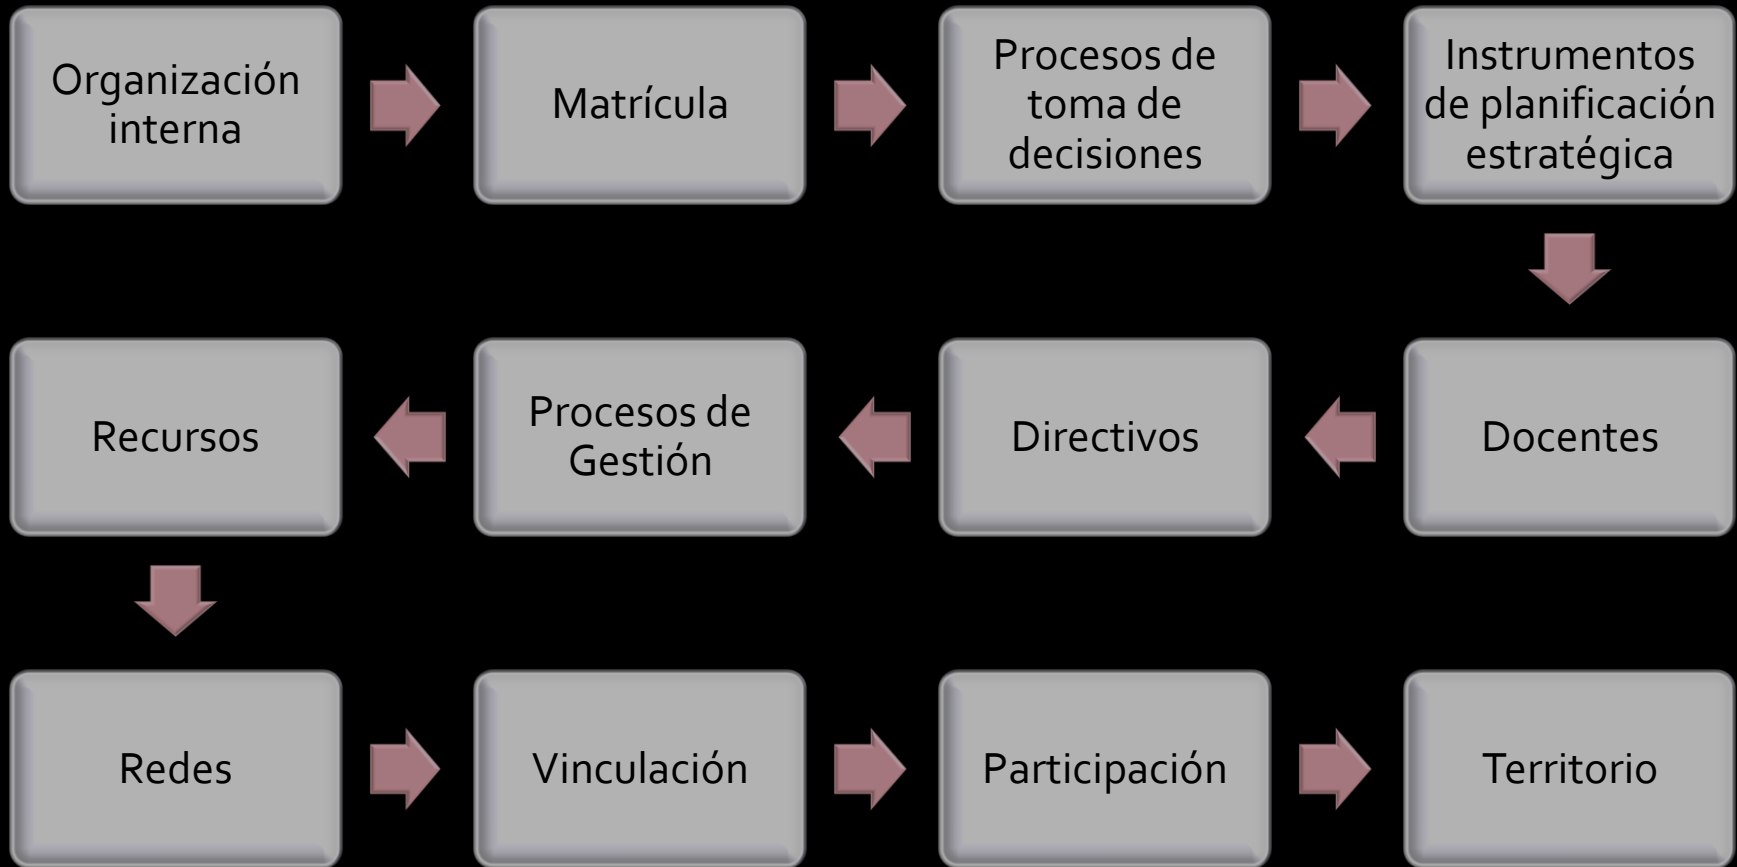 Organización
interna
Matrícula
Procesos de
toma de
decisiones
Instrumentos
de planificación
estratégica
Docentes
Directivos
Procesos de
Gestión
Recursos
Redes
Vinculación
Participación
Territorio